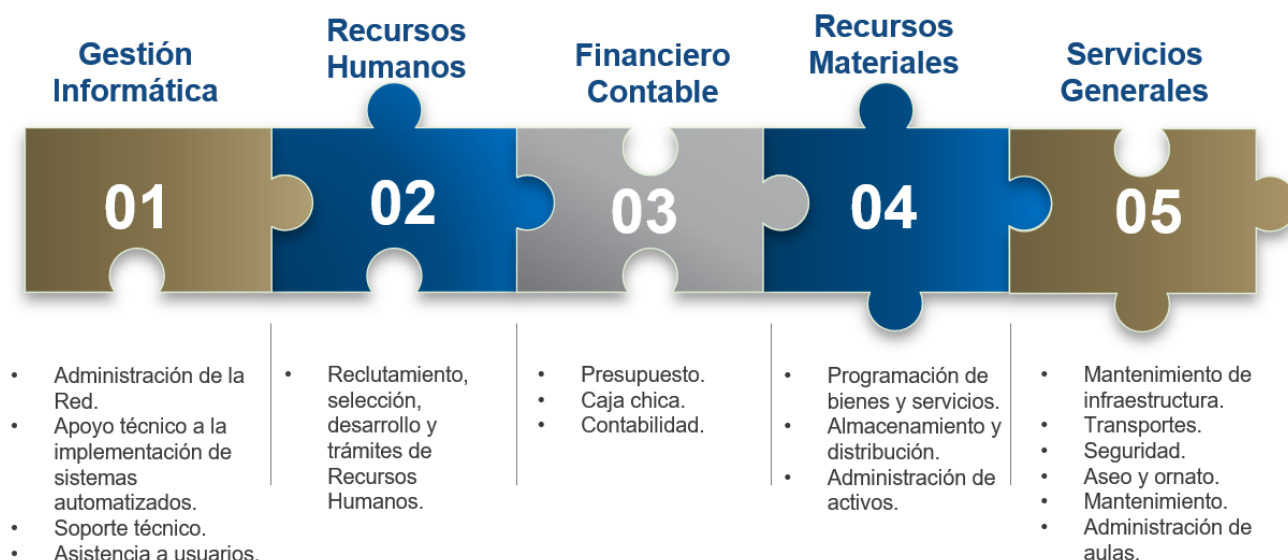 Gestión
Informática
Recursos
Humanos
Financiero
Contable
Recursos
Materiales
Servicios
Generales
01
02
03
04
05
• Administración de la
Red.
• Apoyo técnico a la
implementación de
sistemas
automatizados.
• Soporte técnico.
• Asistencia a usuarios.
• Reclutamiento,
selección,
desarrollo y
trámites de
Recursos
Humanos.
• Presupuesto.
• Caja chica.
• Contabilidad.
• Programación de
bienes y servicios.
• Almacenamiento y
distribución.
• Administración de
activos.
• Mantenimiento de
infraestructura.
• Transportes.
• Seguridad.
• Aseo y ornato.
• Mantenimiento.
• Administración de
aulas.